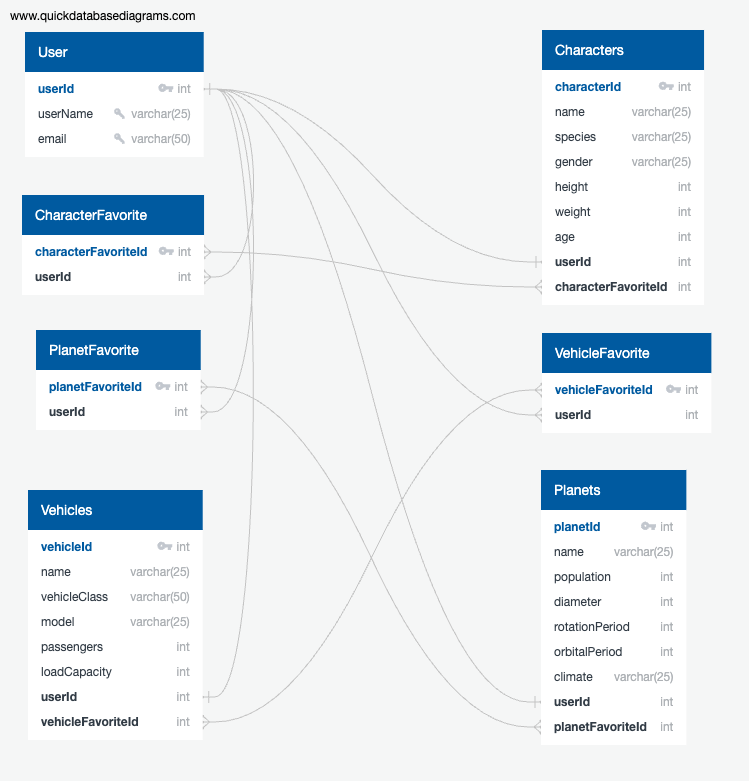 www.quickdatabasediagrams.com
User
userId int
userName varchar(25)
email varchar(50)
CharacterFavorite
characterFavoriteId int
userId int
PlanetFavorite
planetFavoriteId int
userId int
Vehicles
vehicleId int
name varchar(25)
vehicleClass varchar(50)
model varchar(25)
passengers int
loadCapacity int
userId int
vehicleFavoriteId int
Characters
characterId int
name varchar(25)
species varchar(25)
gender varchar(25)
height int
weight int
age int
userId int
characterFavoriteId int
VehicleFavorite
vehicleFavoriteId int
userId int
Planets
planetId int
name varchar(25)
population int
diameter int
rotationPeriod int
orbitalPeriod int
climate varchar(25)
userId int
planetFavoriteId int